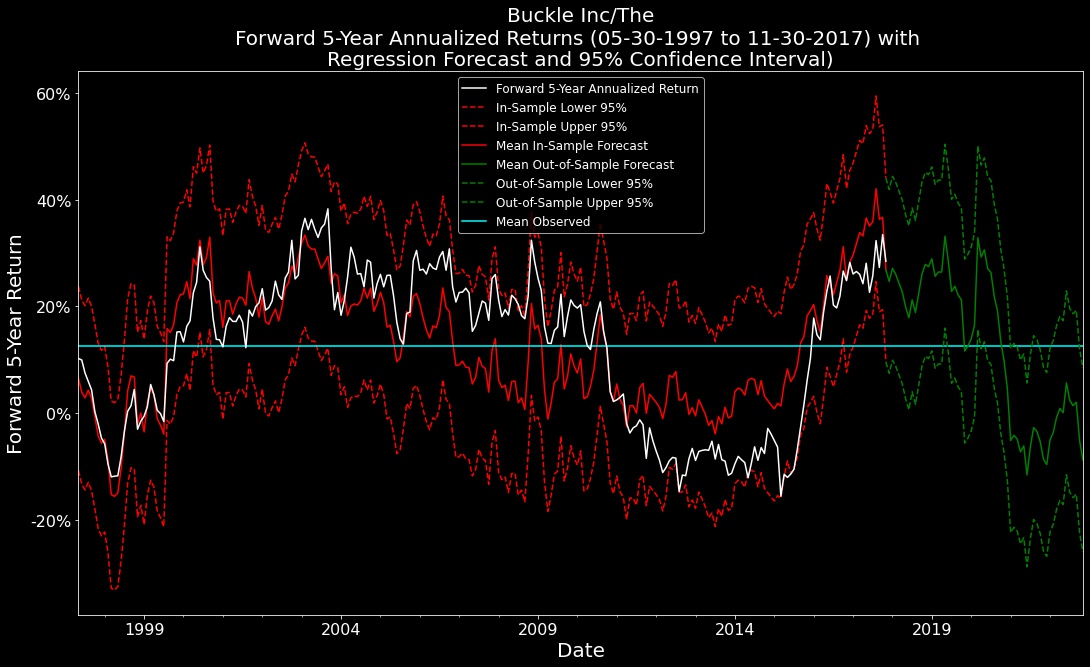 Buckle Inc/The
Forward 5-Year Annualized Returns (05-30-1997 to 11-30-2017) with
Regression Forecast and 95% Confidence Interval)
Forward 5-Year Annualized Return
In-Sample Lower 95%
In-Sample Upper 95%
Mean In-Sample Forecast
Mean Out-of-Sample Forecast
Out-of-Sample Lower 95%
Out-of-Sample Upper 95%
Mean Observed
Forward 5-Year Return
60%
40%
20%
0%
-20%
1999
2004
2009
2014
2019
Date